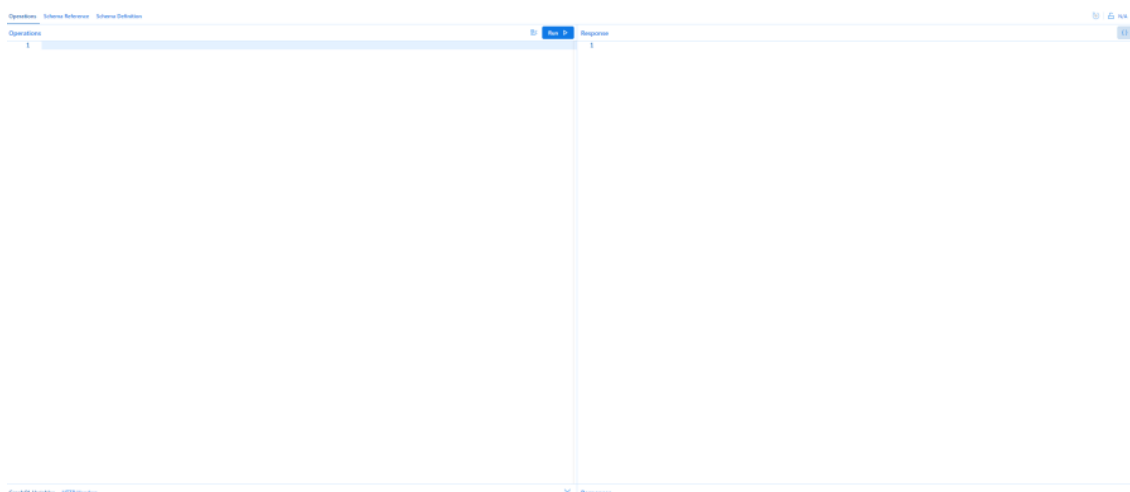 Operations Schema Reference Schema Definition
Operations Run Response {}
1 1